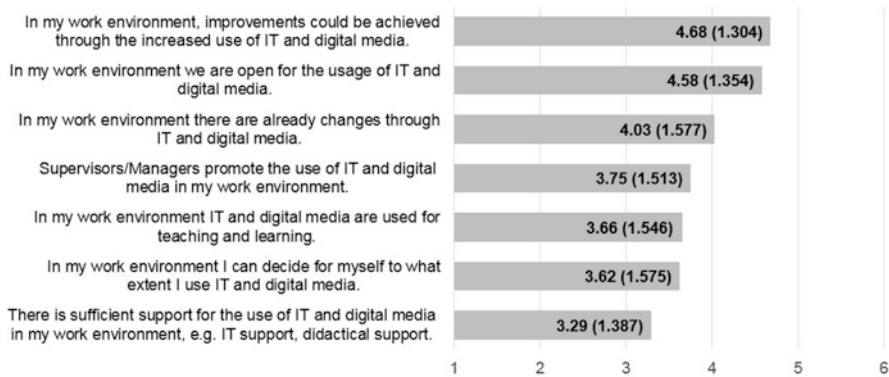 In my work environment, improvements could be achieved
through the increased use of IT and digital media.
4.68 (1.304)
In my work environment we are open for the usage of IT and
digital media.
4.58 (1.354)
In my work environment there are already changes through
IT and digital media.
4.03 (1.577)
Supervisors/Managers promote the use of IT and digital
media in my work environment.
3.75 (1.513)
In my work environment IT and digital media are used for
teaching and learning.
3.66 (1.546)
In my work environment I can decide for myself to what
extent I use IT and digital media.
3.62 (1.575)
There is sufficient support for the use of IT and digital media
in my work environment, e.g. IT support, didactical support.
3.29 (1.387)
1 2 3 4 5 6